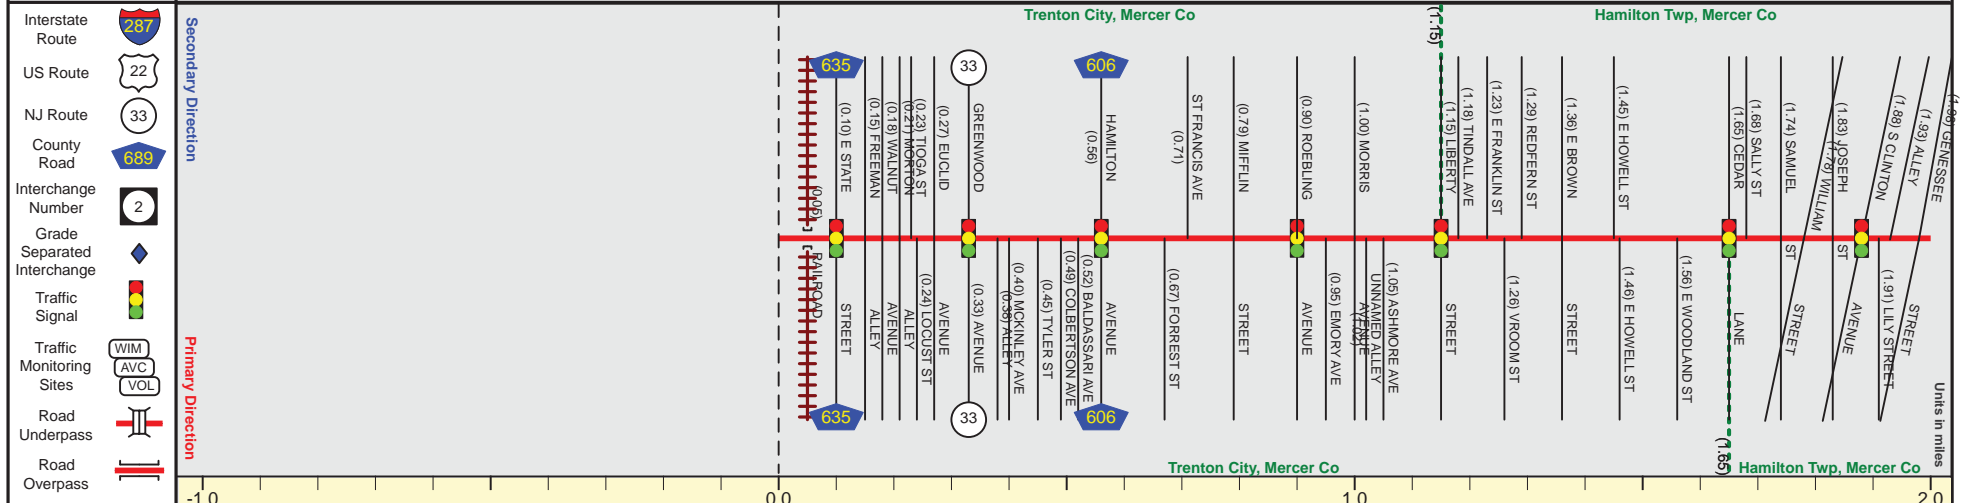 Interstate
Route
287
US Route
22
NJ Route
33
County
Road
689
Interchange
Number
2
Grade
Separated
Interchange
Traffic
Signal
Traffic
Monitoring
Sites
WIM
AVC
VOL
Road
Underpass
Road
Overpass
Secondary Direction
Primary Direction
Trenton City, Mercer Co
(1.15)
Hamilton Twp, Mercer Co
635
33
606
(0.05)
RAILROAD
(0.10) E STATE
STREET
(0.15) FREEMAN
ALLEY
(0.18) WALNUT
AVENUE
(0.21) MORTON
ALLEY
(0.23) TIOGA ST
(0.24) LOCUST ST
(0.27) EUCLID
AVENUE
GREENWOOD
(0.33) AVENUE
(0.38) ALLEY
(0.40) MCKINLEY AVE
(0.45) TYLER ST
(0.49) COLBERTSON AVE
(0.52) BALDASSARI AVE
HAMILTON
(0.56)
AVENUE
(0.67) FORREST ST
ST FRANCIS AVE
(0.71)
(0.79) MIFFLIN
STREET
(0.90) ROEBLING
AVENUE
(0.95) EMORY AVE
(1.00) MORRIS
AVENUE
UNNAMED ALLEY
(1.02)
(1.05) ASHMORE AVE
(1.15) LIBERTY
STREET
(1.18) TINDALL AVE
(1.23) E FRANKLIN ST
(1.26) VROOM ST
(1.29) REDFERN ST
(1.36) E BROWN
STREET
(1.45) E HOWELL ST
(1.46) E HOWELL ST
(1.56) E WOODLAND ST
(1.65) CEDAR
LANE
(1.68) SALLY ST
(1.74) SAMUEL
ST
(1.78) WILLIAM
STREET
(1.83) JOSEPH
ST
(1.88) S CLINTON
AVENUE
(1.91) LILY STREET
(1.93) ALLEY
(1.98) GENESSEE
STREET
635
33
606
Trenton City, Mercer Co
(1.65)
Hamilton Twp, Mercer Co
Units in miles
-1.0
0.0
1.0
2.0